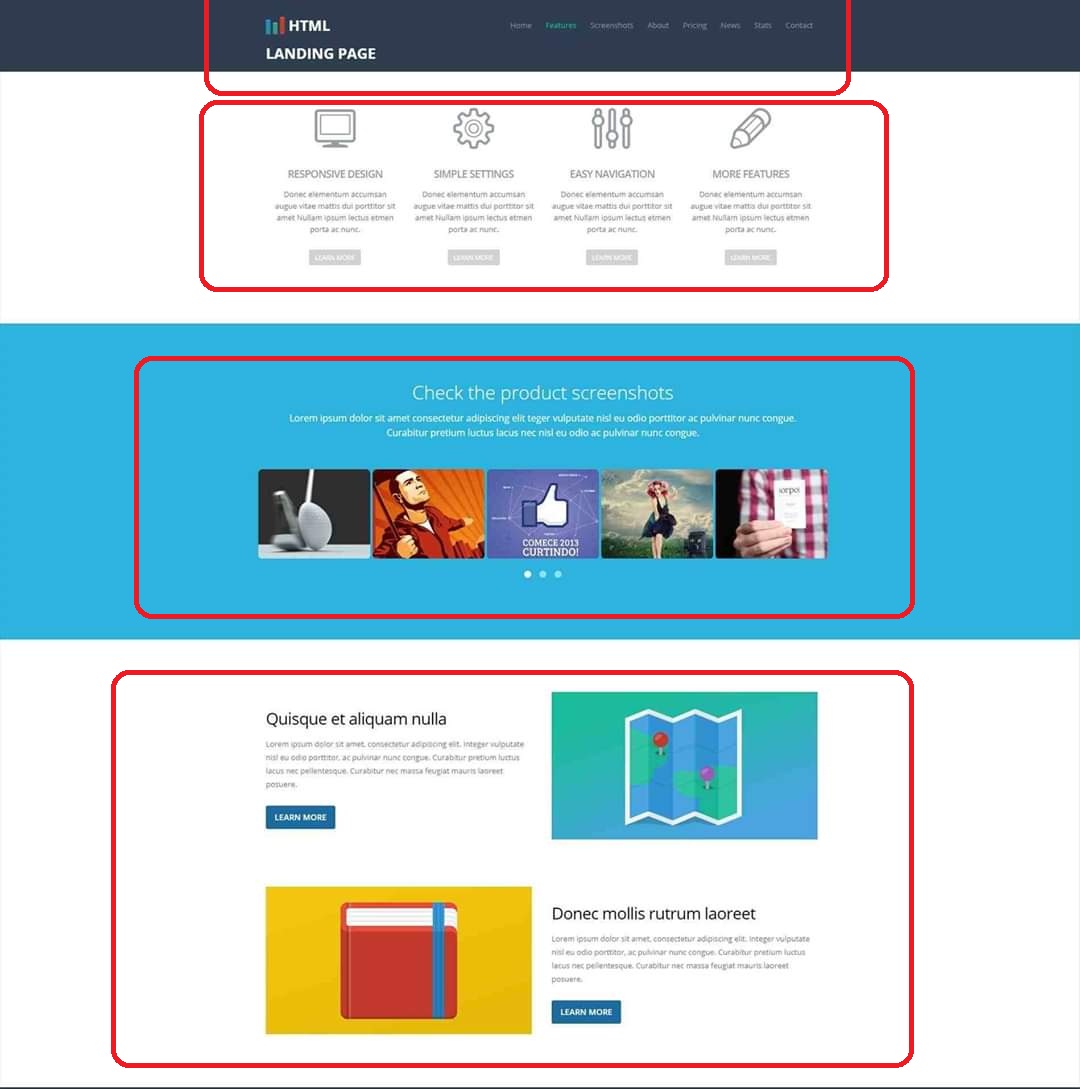 HTML
LANDING PAGE
Home Features Screenshots About Pricing News Stats Contact
RESPONSIVE DESIGN
Donec elementum accumsan
augue vitae mattis dui porttitor sit
amet Nullam ipsum lectus etmen
porta ac nunc.
LEARN MORE
SIMPLE SETTINGS
Donec elementum accumsan
augue vitae mattis dui porttitor sit
amet Nullam ipsum lectus etmen
porta ac nunc.
LEARN MORE
EASY NAVIGATION
Donec elementum accumsan
augue vitae mattis dui porttitor sit
amet Nullam ipsum lectus etmen
porta ac nunc.
LEARN MORE
MORE FEATURES
Donec elementum accumsan
augue vitae mattis dui porttitor sit
amet Nullam ipsum lectus etmen
porta ac nunc.
LEARN MORE
Check the product screenshots
Lorem ipsum dolor sit amet consectetur adipiscing elit teger vulputate nisl eu odio porttitor ac pulvinar nunc congue.
Curabitur pretium luctus lacus nec nisl eu odio ac pulvinar nunc congue.
COMECE 2013
CURTINDO!
Quisque et aliquam nulla
Lorem ipsum dolor sit amet, consectetur adipiscing elit. Integer vulputate
nisl eu odio porttitor, ac pulvinar nunc congue. Curabitur pretium luctus
lacus nec pellentesque. Curabitur nec massa feugiat mauris laoreet
posuere.
LEARN MORE
Donec mollis rutrum laoreet
Lorem ipsum dolor sit amet, consectetur adipiscing elit. Integer vulputate
nisl eu odio porttitor, ac pulvinar nunc congue. Curabitur pretium luctus
lacus nec pellentesque. Curabitur nec massa feugiat mauris laoreet
posuere.
LEARN MORE